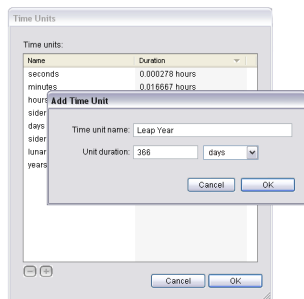 Time Units
Time units:
Name Duration
seconds 0.000278 hours
minutes 0.016667 hours
hours
sider
days
sider
lunar
years
Add Time Unit
Time unit name: Leap Year
Unit duration: 366 days
Cancel OK
Cancel OK